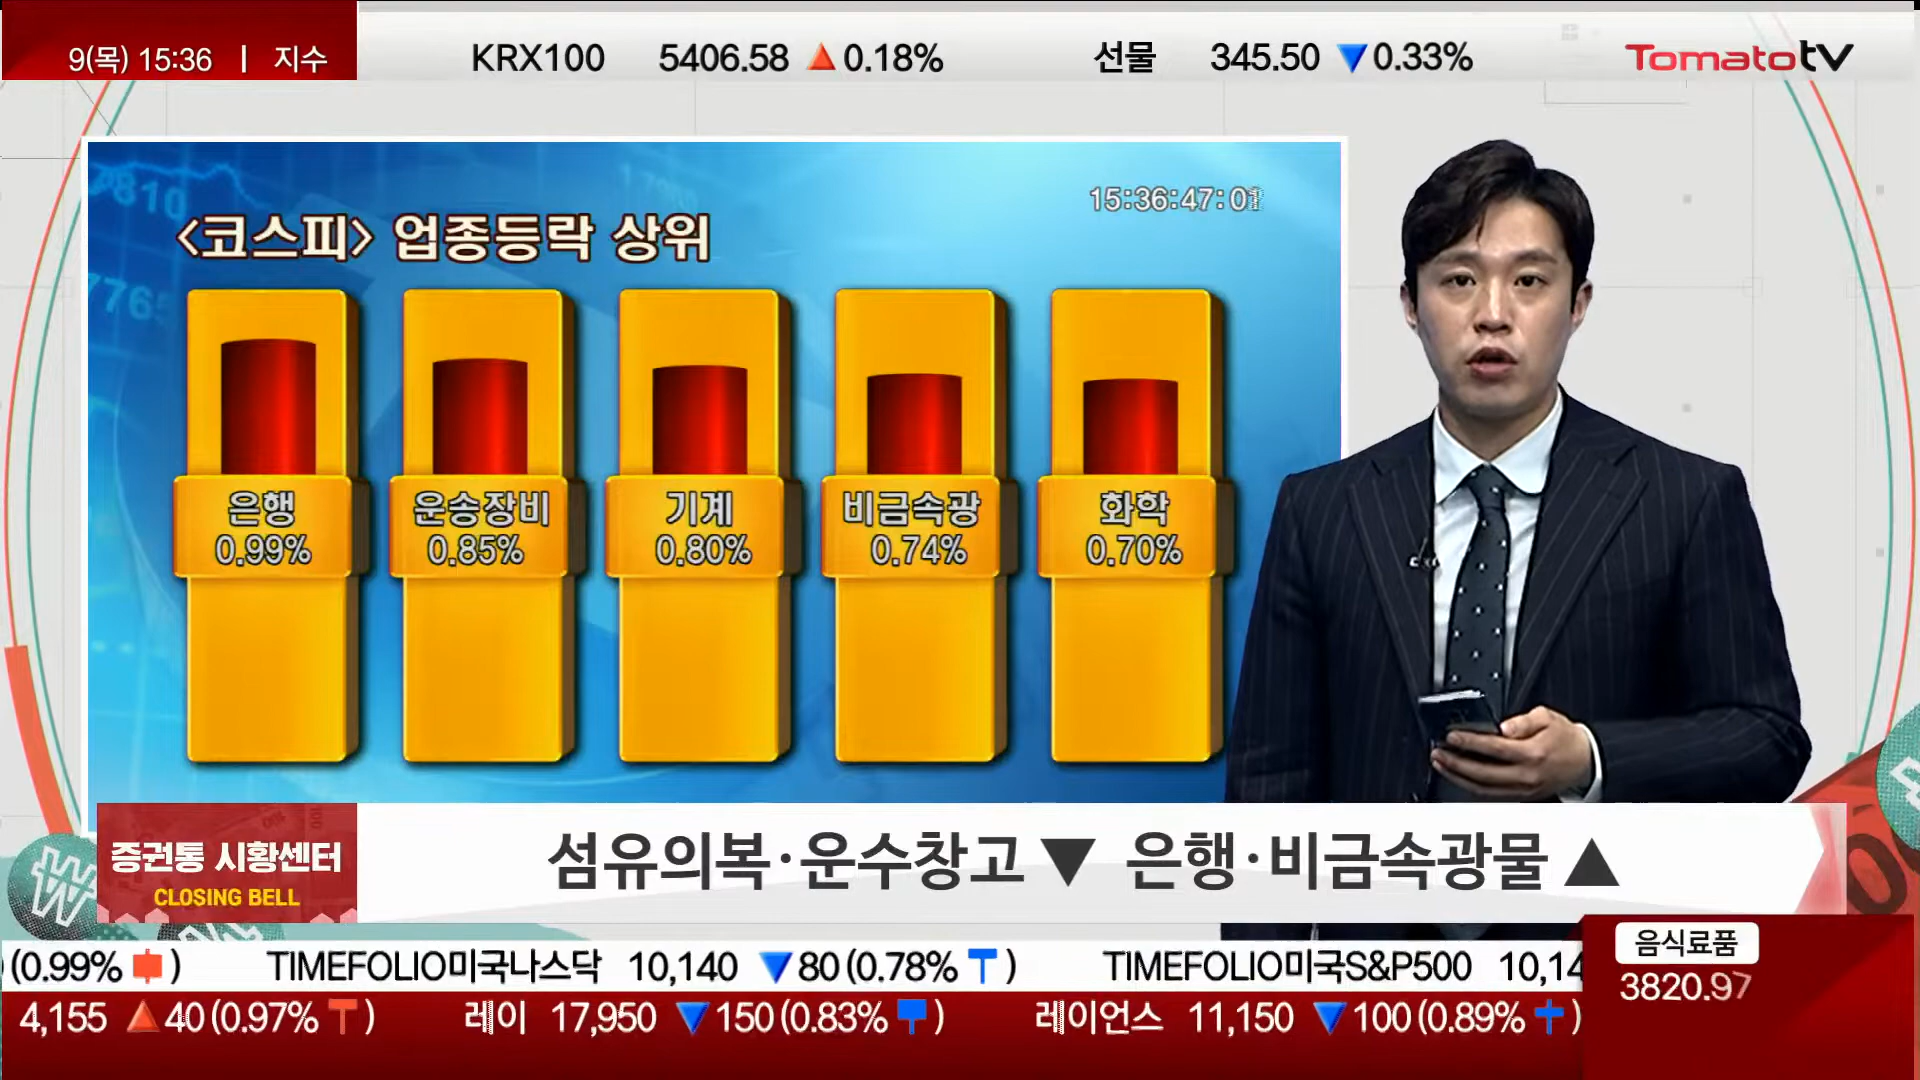 9(목) 15:36 | 지수
KRX100 5406.58 ▲0.18% 선물 345.50 ▼0.33%
Tomatotv
15:36:47:01
<코스피> 업종등락 상위
은행 운송장비 기계 비금속광 화학
0.99% 0.85% 0.80% 0.74% 0.70%
증권통 시황센터
CLOSING BELL
섬유의복·운수창고▼ 은행·비금속광물▲
(0.99% ) TIMEFOLIO미국나스닥 10,140 ▼80(0.78% ) TIMEFOLIO미국S&P500 10,14
4,155 ▲40(0.97% ) 레이 17,950 ▼150(0.83% ) 레이언스 11,150 ▼100(0.89% )
음식료품
3820.97